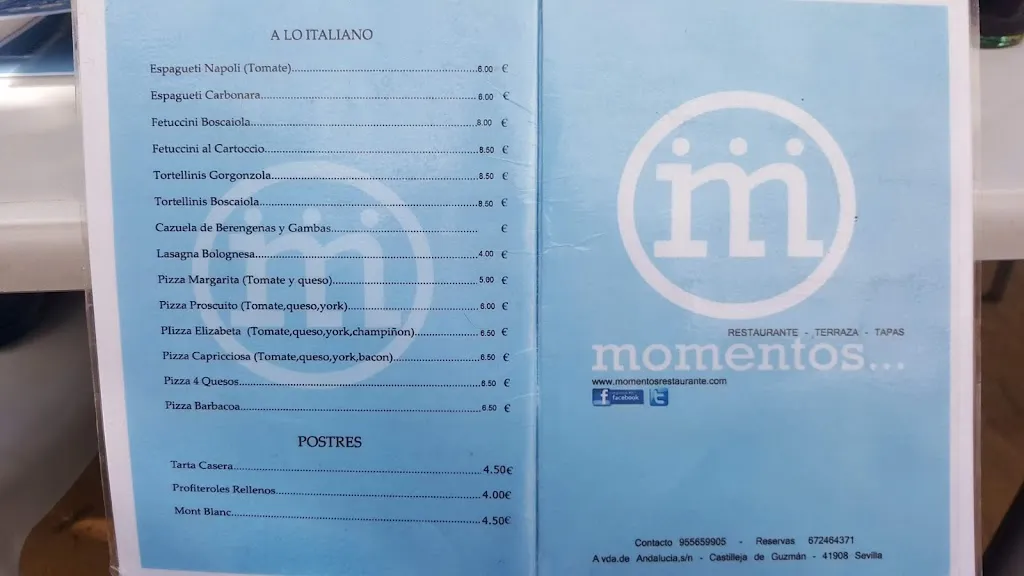 A LO ITALIANO
Espagueti Napoli (Tomate)........6.00 €
Espagueti Carbonara........6.00 €
Fetuccini Boscaiola........8.00 €
Fetuccini al Cartoccio........8.50 €
Tortellinis Gorgonzola........8.50 €
Tortellinis Boscaiola........8.50 €
Cazuela de Berengenas y Gambas........ €
Lasagna Bolognesa........4.00 €
Pizza Margarita (Tomate y queso)........5.00 €
Pizza Proscuito (Tomate,queso,york)........6.00 €
Plizza Elizabeta (Tomate,queso,york,champiñon)........6.50 €
Pizza Capricciosa (Tomate,queso,york,bacon)........6.50 €
Pizza 4 Quesos........6.50 €
Pizza Barbacoa........6.50 €
POSTRES
Tarta Casera........4.50€
Profiteroles Rellenos........4.00€
Mont Blanc........4.50€
m
RESTAURANTE - TERRAZA - TAPAS
momentos...
www.momentosrestaurante.com
facebook
Contacto 955659905 - Reservas 672464371
Avda.de Andalucia,s/n - Castilleja de Guzmán - 41908 Sevilla